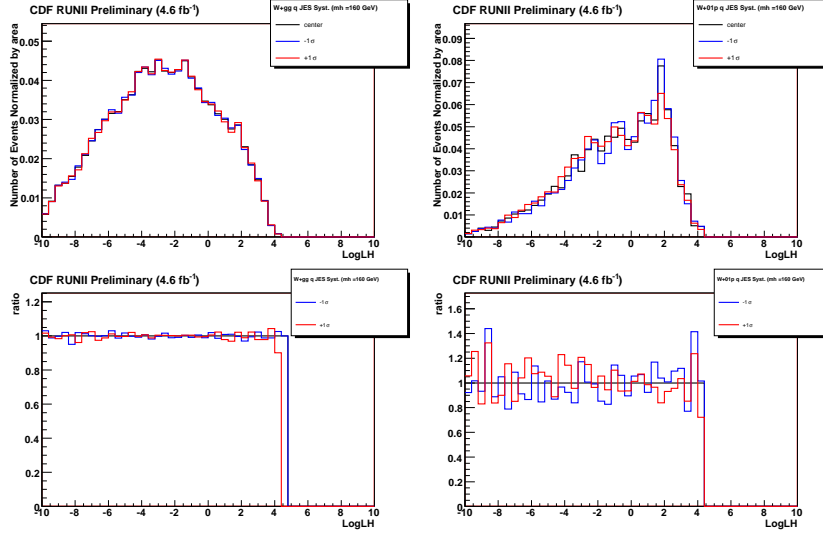 CDF RUNII Preliminary (4.6 fb-1)
W+gg q JES Syst. (mh =160 GeV)
center
-1 σ
+1 σ
Number of Events Normalized by area
0.05
0.04
0.03
0.02
0.01
0
-10 -8 -6 -4 -2 0 2 4 6 8 10
LogLH
CDF RUNII Preliminary (4.6 fb-1)
W+01p q JES Syst. (mh =160 GeV)
center
-1 σ
+1 σ
Number of Events Normalized by area
0.09
0.08
0.07
0.06
0.05
0.04
0.03
0.02
0.01
0
-10 -8 -6 -4 -2 0 2 4 6 8 10
LogLH
CDF RUNII Preliminary (4.6 fb-1)
W+gg q JES Syst. (mh =160 GeV)
-1 σ
+1 σ
ratio
1.2
1
0.8
0.6
0.4
0.2
0
-10 -8 -6 -4 -2 0 2 4 6 8 10
LogLH
CDF RUNII Preliminary (4.6 fb-1)
W+01p q JES Syst. (mh =160 GeV)
-1 σ
+1 σ
ratio
1.6
1.4
1.2
1.0
0.8
0.6
0.4
0.2
0
-10 -8 -6 -4 -2 0 2 4 6 8 10
LogLH